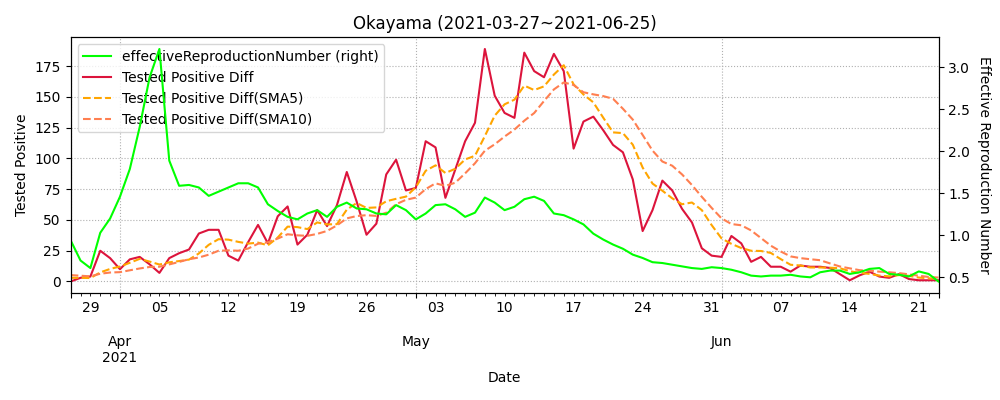 Okayama (2021-03-27~2021-06-25)
effectiveReproductionNumber (right)
Tested Positive Diff
Tested Positive Diff(SMA5)
Tested Positive Diff(SMA10)
Tested Positive
175
150
125
100
75
50
25
0
3.0
2.5
2.0
1.5
1.0
0.5
Effective Reproduction Number
29 05 12 19 26 03 10 17 24 31 07 14 21
Apr May Jun
2021
Date